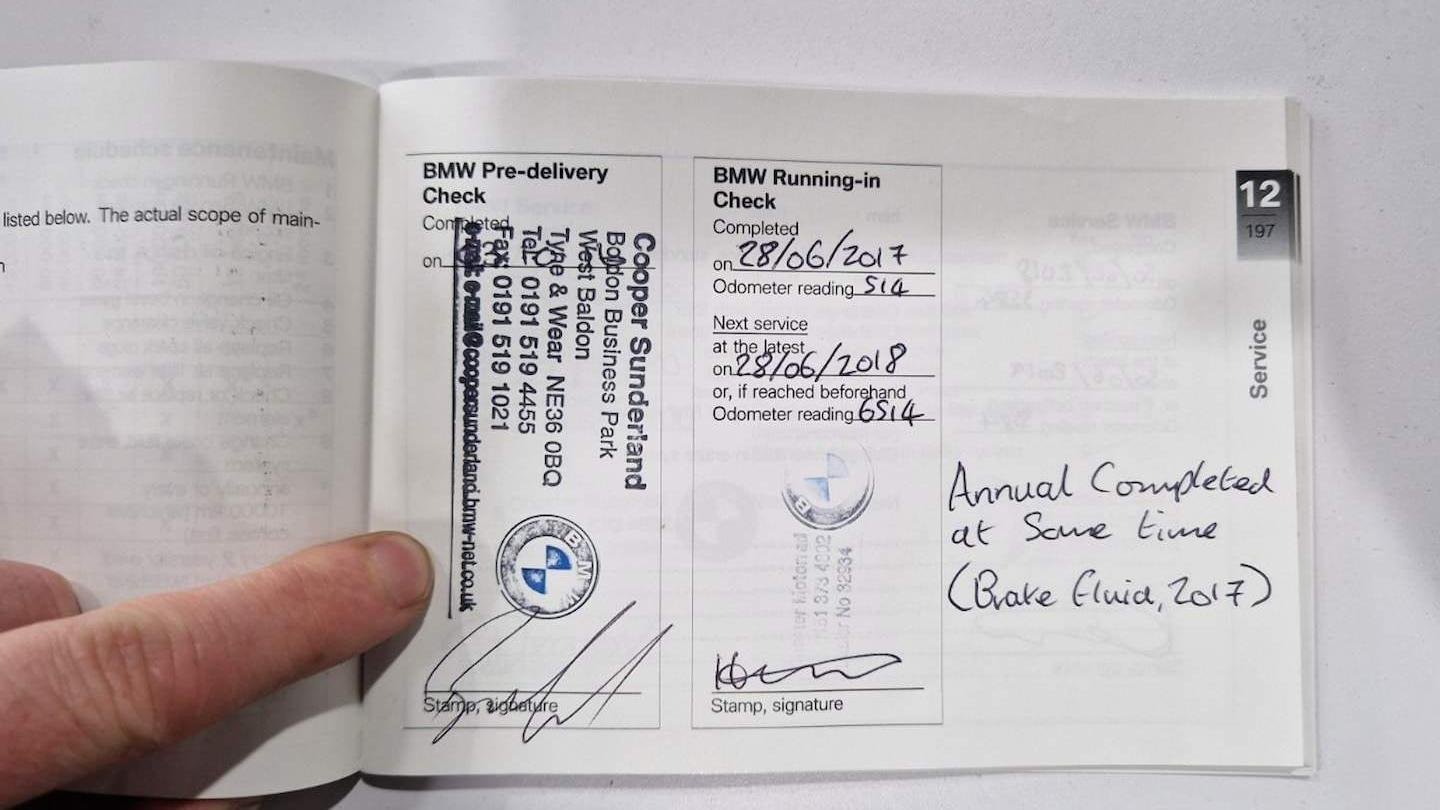 listed below. The actual scope of main-
BMW Pre-delivery
Check
Completed
on
Cooper Sunderland
Boldon Business Park
West Baldon
Tyne & Wear NE36 0BQ
Tel: 0191 519 4455
Fax: 0191 519 1021
e-mail: e-mail@coopersunderland.bmw-net.co.uk
BMW
Stamp, signature
BMW Running-in
Check
Completed
on 28/06/2017
Odometer reading 514
Next service
at the latest
on 28/06/2018
or, if reached beforehand
Odometer reading 6514
Stamp, signature
Annual Completed
at Same time
(Brake Fluid, 2017)
12
197
Service